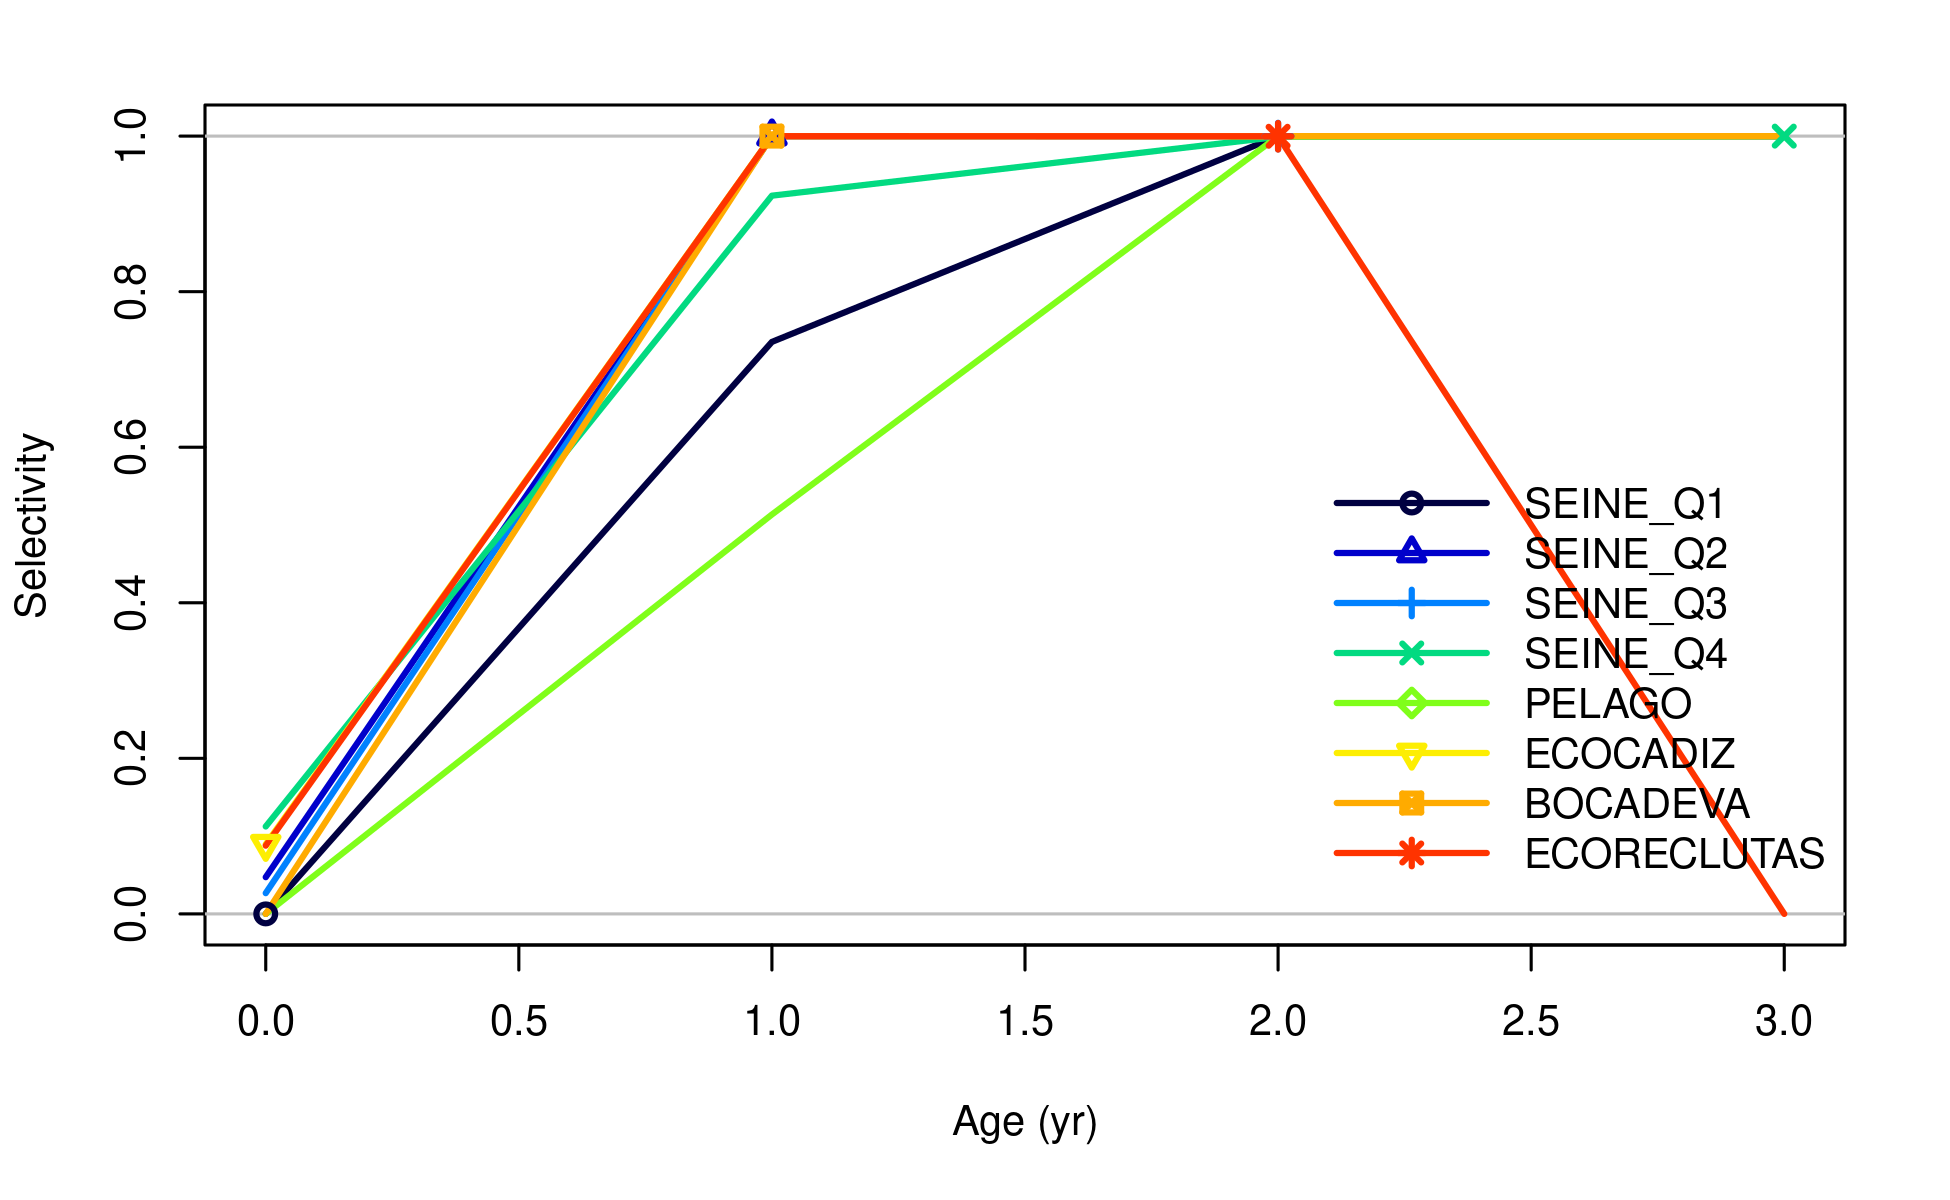 Selectivity
1.0
0.8
0.6
0.4
0.2
0.0
SEINE_Q1
SEINE_Q2
SEINE_Q3
SEINE_Q4
PELAGO
ECOCADIZ
BOCADEVA
ECORECLUTAS
0.0 0.5 1.0 1.5 2.0 2.5 3.0
Age (yr)